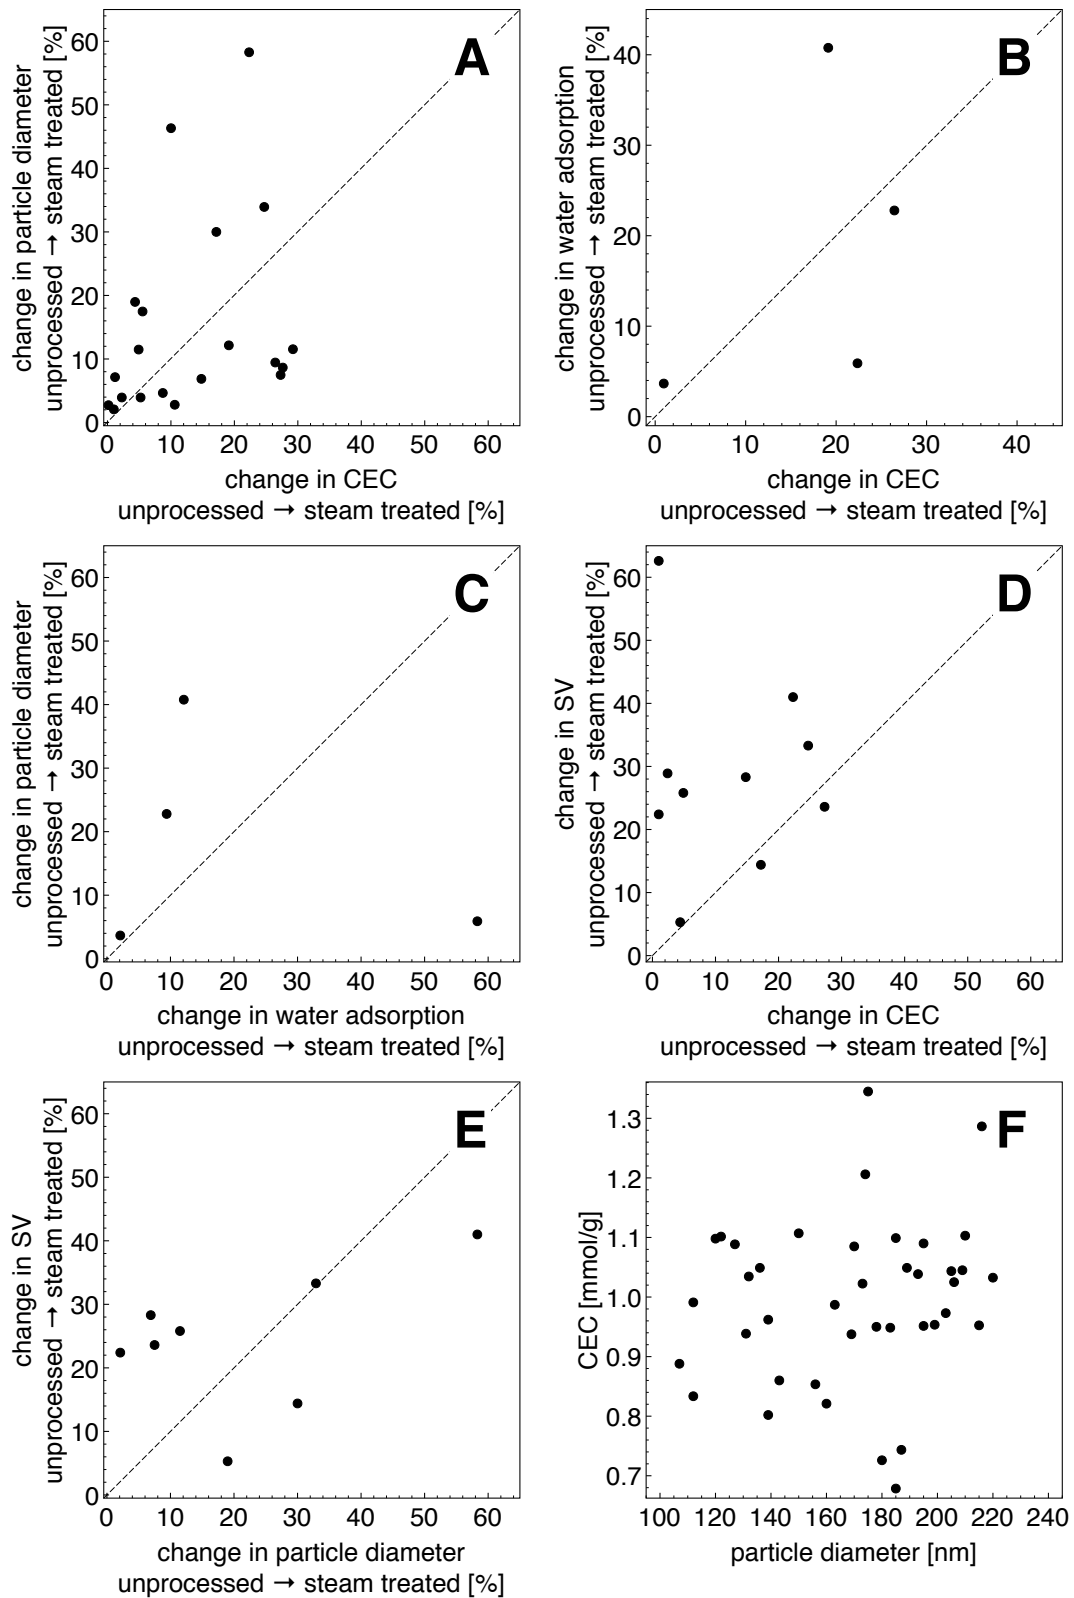 A
change in particle diameter
unprocessed → steam treated [%]
60
50
40
30
20
10
0
0 10 20 30 40 50 60
change in CEC
unprocessed → steam treated [%]
B
change in water adsorption
unprocessed → steam treated [%]
40
30
20
10
0
0 10 20 30 40
change in CEC
unprocessed → steam treated [%]
C
change in particle diameter
unprocessed → steam treated [%]
60
50
40
30
20
10
0
0 10 20 30 40 50 60
change in water adsorption
unprocessed → steam treated [%]
D
change in SV
unprocessed → steam treated [%]
60
50
40
30
20
10
0
0 10 20 30 40 50 60
change in CEC
unprocessed → steam treated [%]
E
change in SV
unprocessed → steam treated [%]
60
50
40
30
20
10
0
0 10 20 30 40 50 60
change in particle diameter
unprocessed → steam treated [%]
F
CEC [mmol/g]
1.3
1.2
1.1
1.0
0.9
0.8
0.7
100 120 140 160 180 200 220 240
particle diameter [nm]